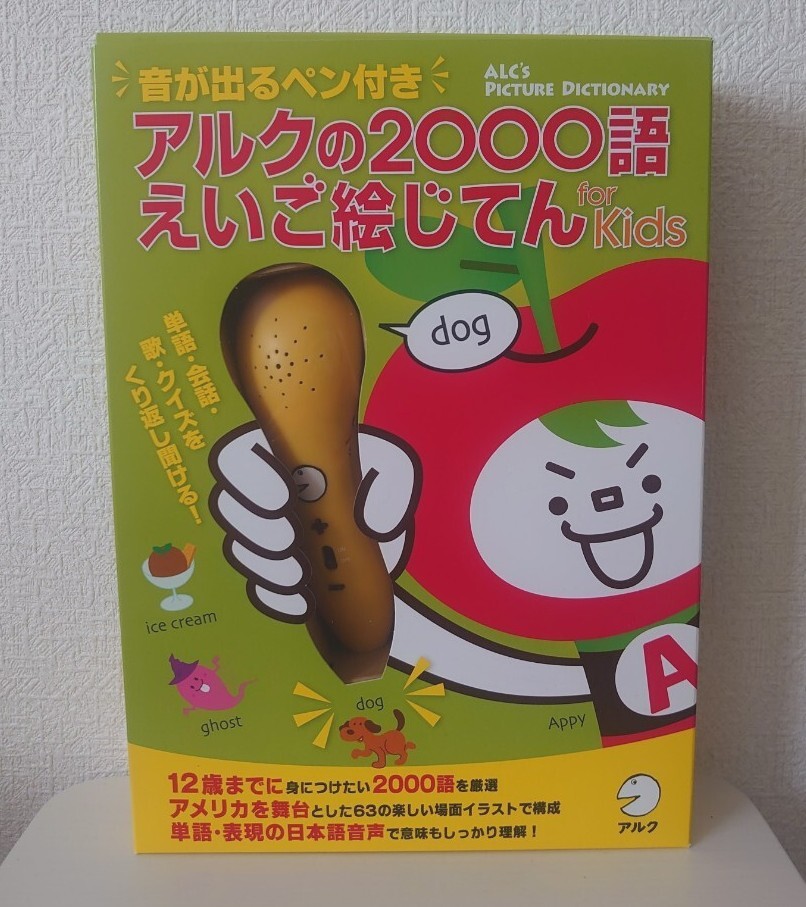 音が出るペン付き
ALC's
PICTURE DICTIONARY
アルクの2000語
えいご絵じてん
for
Kids
dog
単語・会話・
歌・クイズを
くり返し聞ける！
ice cream
ghost
dog
APPY
A
12歳までに身につけたい2000語を厳選
アメリカを舞台とした63の楽しい場面イラストで構成
単語・表現の日本語音声で意味もしっかり理解！
アルク